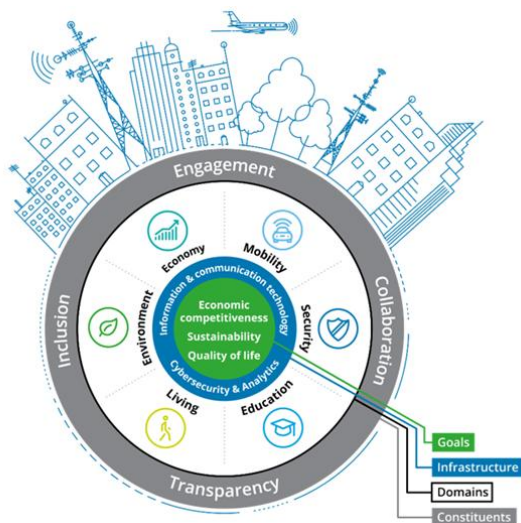 Engagement
Inclusion
Collaboration
Transparency
Economy
Mobility
Environment
Security
Living
Education
Information & communication technology
Economic
competitiveness
Sustainability
Quality of life
Cybersecurity & Analytics
Goals
Infrastructure
Domains
Constituents